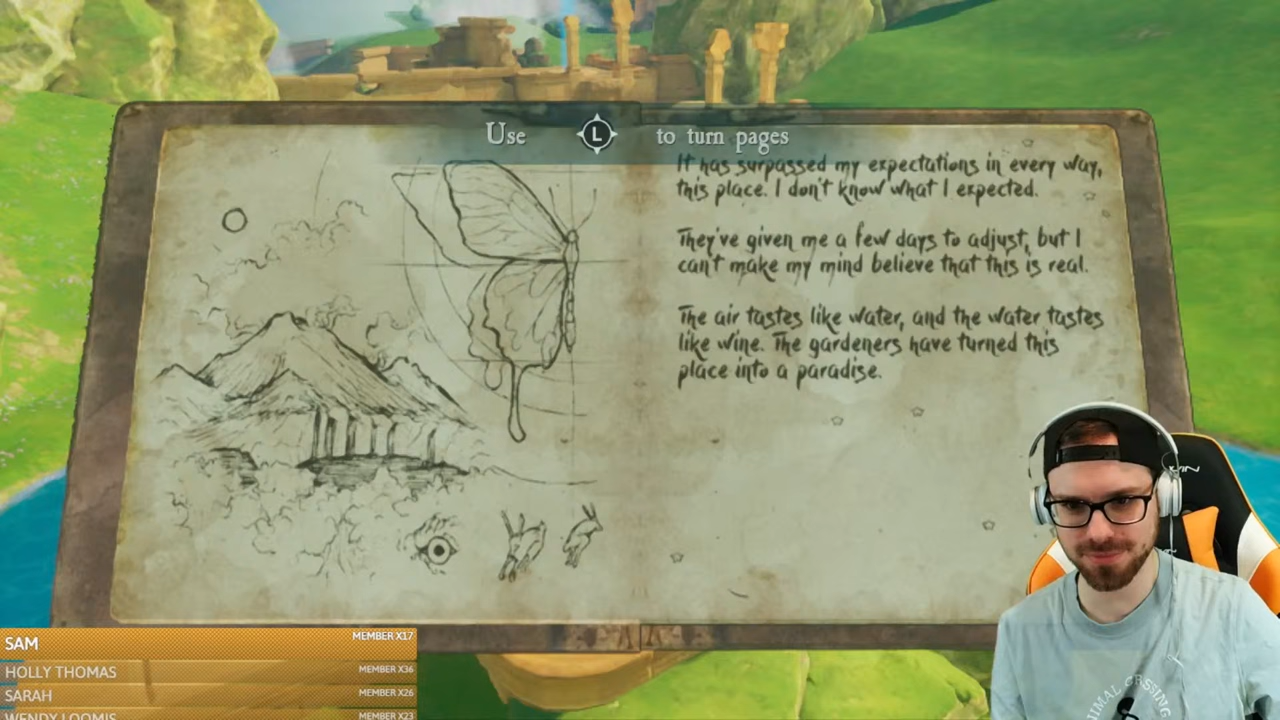 Use L to turn pages
It has surpassed my expectations in every way,
this place. I don't know what I expected.
They've given me a few days to adjust, but I
can't make my mind believe that this is real.
The air tastes like water, and the water tastes
like wine. The gardeners have turned this
place into a paradise.
SAM MEMBER X17
HOLLY THOMAS MEMBER X36
SARAH MEMBER X26
WENDY LOOMIS MEMBER X23